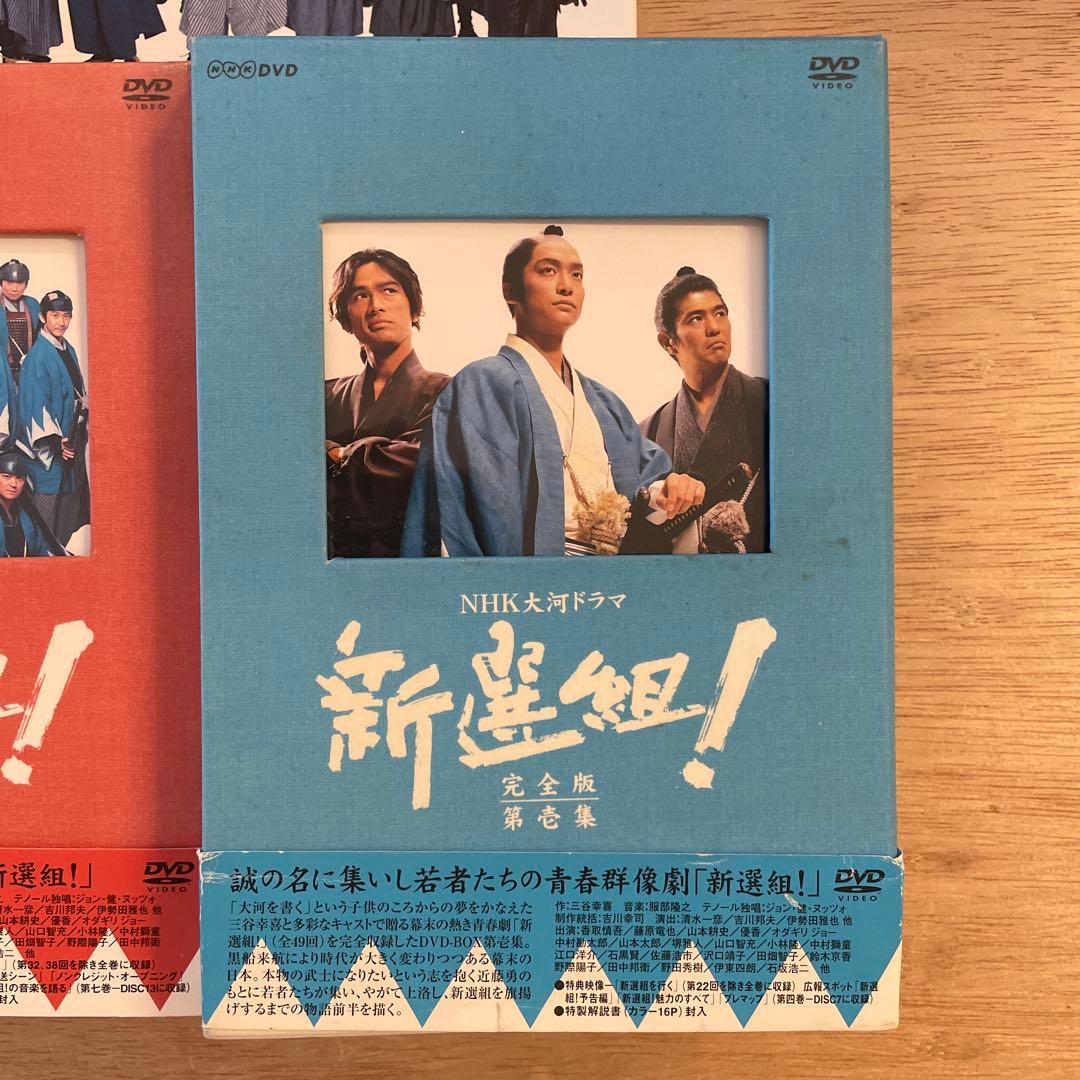 NHK DVD
DVD
VIDEO
DVD
VIDEO
NHK大河ドラマ
新選組!
完全版
第壱集
組!
誠の名に集いし若者たちの青春群像劇「新選組!」
DVD
VIDEO
「大河を書く」という子供のころからの夢をかなえた
三谷幸喜と多彩なキャストで贈る幕末の熱き青春劇「新
選組!」(全49回)を完全収録したDVD-BOX第壱集。
黒船来航により時代が大きく変わりつつある幕末の
日本。本物の武士になりたいという志を抱く近藤勇の
もとに若者たちが集い、やがて上洛し、新選組を旗揚
げするまでの物語前半を描く。
作:三谷幸喜 音楽:服部隆之 テノール独唱:ジョン・健・ヌッツォ
制作統括:吉川幸司 演出:清水一彦/吉川邦夫/伊勢田雅也 他
出演:香取慎吾/藤原竜也/山本耕史/優香/オダギリ ジョー
中村勘太郎/山本太郎/堺雅人/山口智充/小林隆/中村獅童
江口洋介/石黒賢/佐藤浩市/沢口靖子/田畑智子/鈴木京香
野際陽子/田中邦衛/野田秀樹/伊東四朗/石坂浩二 他
●特典映像―「新選組を行く」(第22回を除き全巻に収録) 広報スポット「新選
組!予告編」「新選組!魅力のすべて」「プレマップ」(第四巻―DISC7に収録)
●特製解説書(カラー16P)封入
新選組!」
DVD
VIDEO
テノール独唱:ジョン・健・ヌッツォ
清水一彦/吉川邦夫/伊勢田雅也 他
山本耕史/優香/オダギリ ジョー
雅人/山口智充/小林隆/中村獅童
/田畑智子/野際陽子/田中邦衛
浩二 他
」(第32、38回を除き全巻に収録)
送シーン」「ノンクレジット・オープニング」
組!の音楽を語る」(第七巻―DISC13に収録)
封入